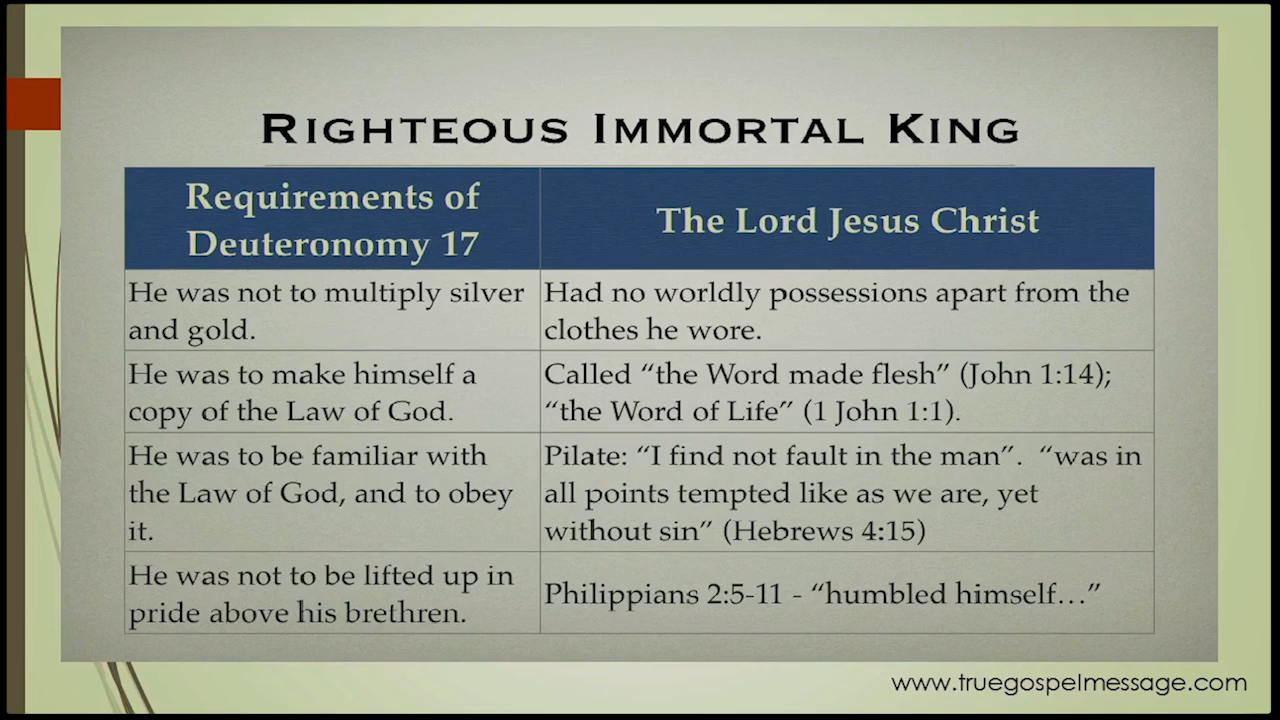 Righteous Immortal King
Requirements of
Deuteronomy 17
The Lord Jesus Christ
He was not to multiply silver
and gold.
Had no worldly possessions apart from the
clothes he wore.
He was to make himself a
copy of the Law of God.
Called “the Word made flesh” (John 1:14);
“the Word of Life” (1 John 1:1).
He was to be familiar with
the Law of God, and to obey
it.
Pilate: “I find not fault in the man”.  “was in
all points tempted like as we are, yet
without sin” (Hebrews 4:15)
He was not to be lifted up in
pride above his brethren.
Philippians 2:5-11 - “humbled himself…”
www.truegospelmessage.com